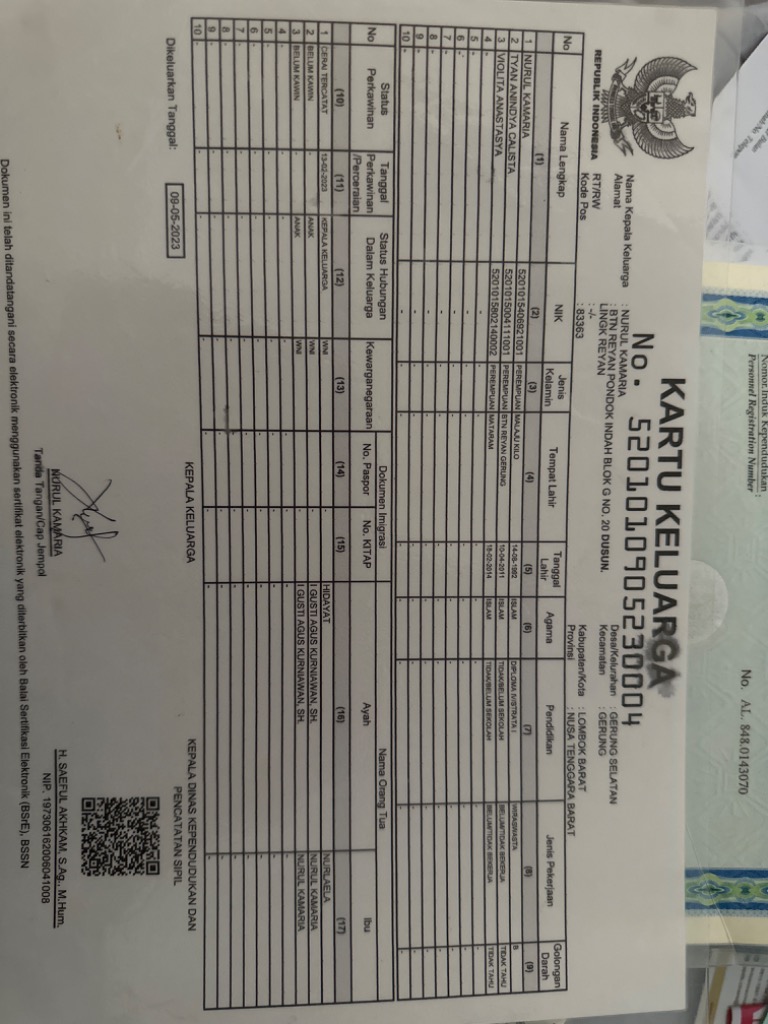 KARTU KELUARGA
No. 5201010905230004
REPUBLIK INDONESIA
Nama Kepala Keluarga : NURUL KAMARIA
Alamat : BTN REYAN PONDOK INDAH BLOK G NO. 20 DUSUN.
LINGK REYAN
RT/RW : -/-
Kode Pos : 83363
Desa/Kelurahan : GERUNG SELATAN
Kecamatan : GERUNG
Kabupaten/Kota : LOMBOK BARAT
Provinsi : NUSA TENGGARA BARAT
No Nama Lengkap NIK Jenis Kelamin Tempat Lahir Tanggal Lahir Agama Pendidikan Jenis Pekerjaan Golongan Darah
(1) (2) (3) (4) (5) (6) (7) (8) (9)
1 NURUL KAMARIA 5201015406921001 PEREMPUAN MALAJU KILO 14-06-1992 ISLAM DIPLOMA IV/STRATA I WIRASWASTA B
2 TYAN ANINDYA CALISTA 5201015004111001 PEREMPUAN BTN REYAN GERUNG 10-04-2011 ISLAM TIDAK/BELUM SEKOLAH BELUM/TIDAK BEKERJA TIDAK TAHU
3 VIOLITA ANASTASYA 5201015802140002 PEREMPUAN MATARAM 18-02-2014 ISLAM TIDAK/BELUM SEKOLAH BELUM/TIDAK BEKERJA TIDAK TAHU
4 - - - - - - - - -
5 - - - - - - - - -
6 - - - - - - - - -
7 - - - - - - - - -
8 - - - - - - - - -
9 - - - - - - - - -
10 - - - - - - - - -
No Status Perkawinan Tanggal Perkawinan /Perceraian Status Hubungan Dalam Keluarga Kewarganegaraan Dokumen Imigrasi Nama Orang Tua
No. Paspor No. KITAP Ayah Ibu
(10) (11) (12) (13) (14) (15) (16) (17)
1 CERAI TERCATAT 13-02-2023 KEPALA KELUARGA WNI - - HIDAYAT NURLAELA
2 BELUM KAWIN - ANAK WNI - - I GUSTI AGUS KURNIAWAN, SH. NURUL KAMARIA
3 BELUM KAWIN - ANAK WNI - - I GUSTI AGUS KURNIAWAN, SH. NURUL KAMARIA
4 - - - - - - - -
5 - - - - - - - -
6 - - - - - - - -
7 - - - - - - - -
8 - - - - - - - -
9 - - - - - - - -
10 - - - - - - - -
Dikeluarkan Tanggal: 09-05-2023
KEPALA KELUARGA
NURUL KAMARIA
Tanda Tangan/Cap Jempol
KEPALA DINAS KEPENDUDUKAN DAN
PENCATATAN SIPIL
H. SAEFUL AKHKAM, S.Ag., M.Hum.
NIP. 197306162006041008
Dokumen ini telah ditandatangani secara elektronik menggunakan sertifikat elektronik yang diterbitkan oleh Balai Sertifikasi Elektronik (BSrE), BSSN
Nomor Induk Kependudukan :
Personnel Registration Number
No. AL. 848.0143070